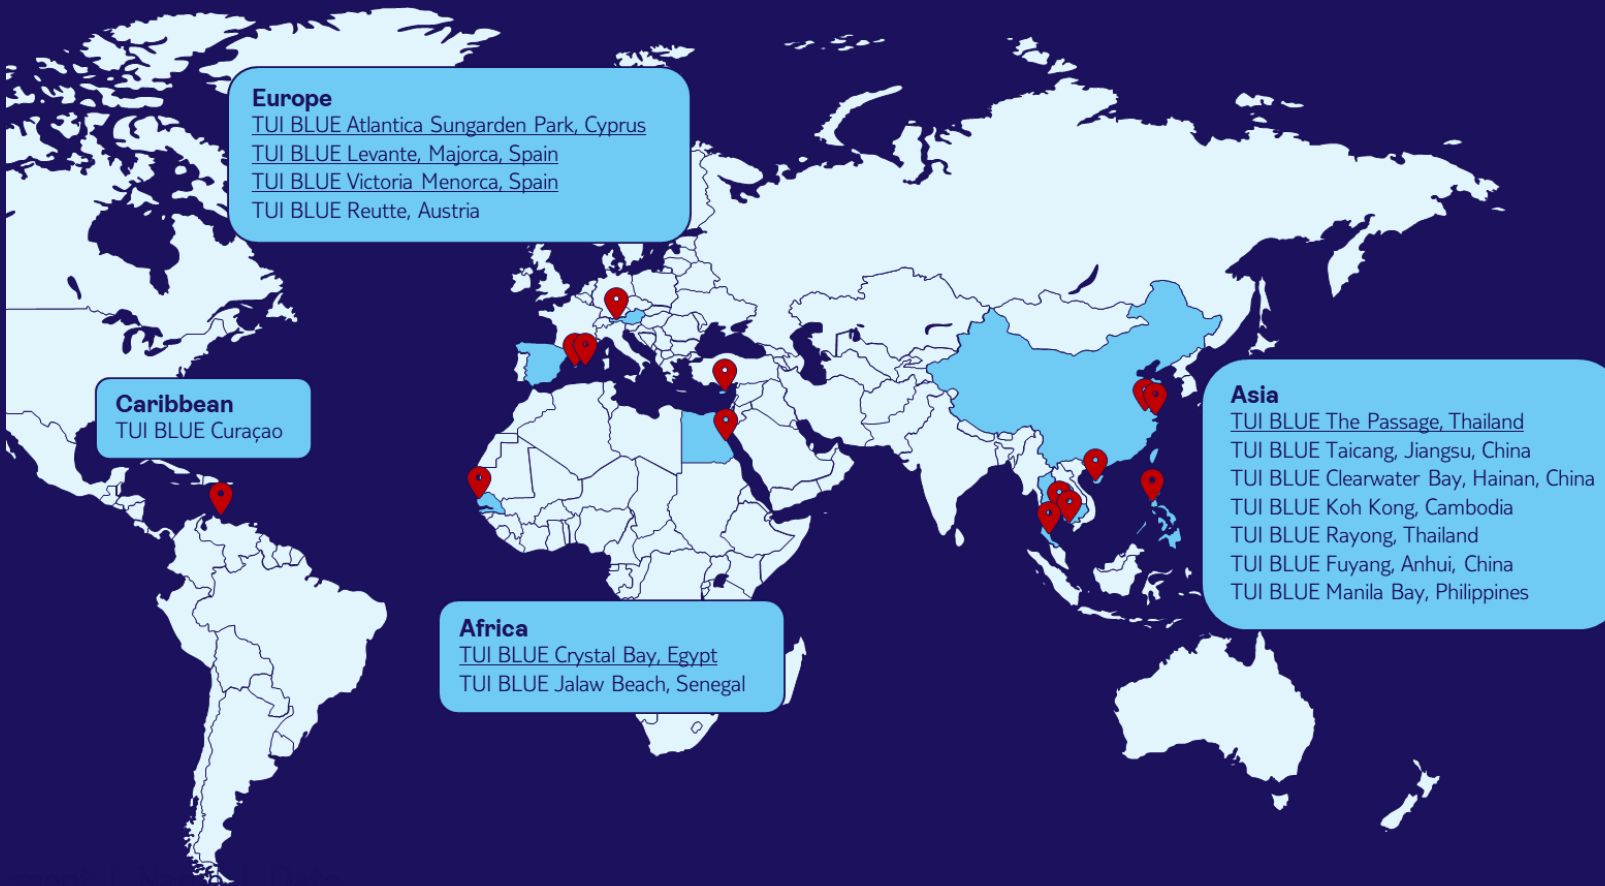 Europe
TUI BLUE Atlantica Sungarden Park, Cyprus
TUI BLUE Levante, Majorca, Spain
TUI BLUE Victoria Menorca, Spain
TUI BLUE Reutte, Austria
Caribbean
TUI BLUE Curaçao
Asia
TUI BLUE The Passage, Thailand
TUI BLUE Taicang, Jiangsu, China
TUI BLUE Clearwater Bay, Hainan, China
TUI BLUE Koh Kong, Cambodia
TUI BLUE Rayong, Thailand
TUI BLUE Fuyang, Anhui, China
TUI BLUE Manila Bay, Philippines
Africa
TUI BLUE Crystal Bay, Egypt
TUI BLUE Jalaw Beach, Senegal